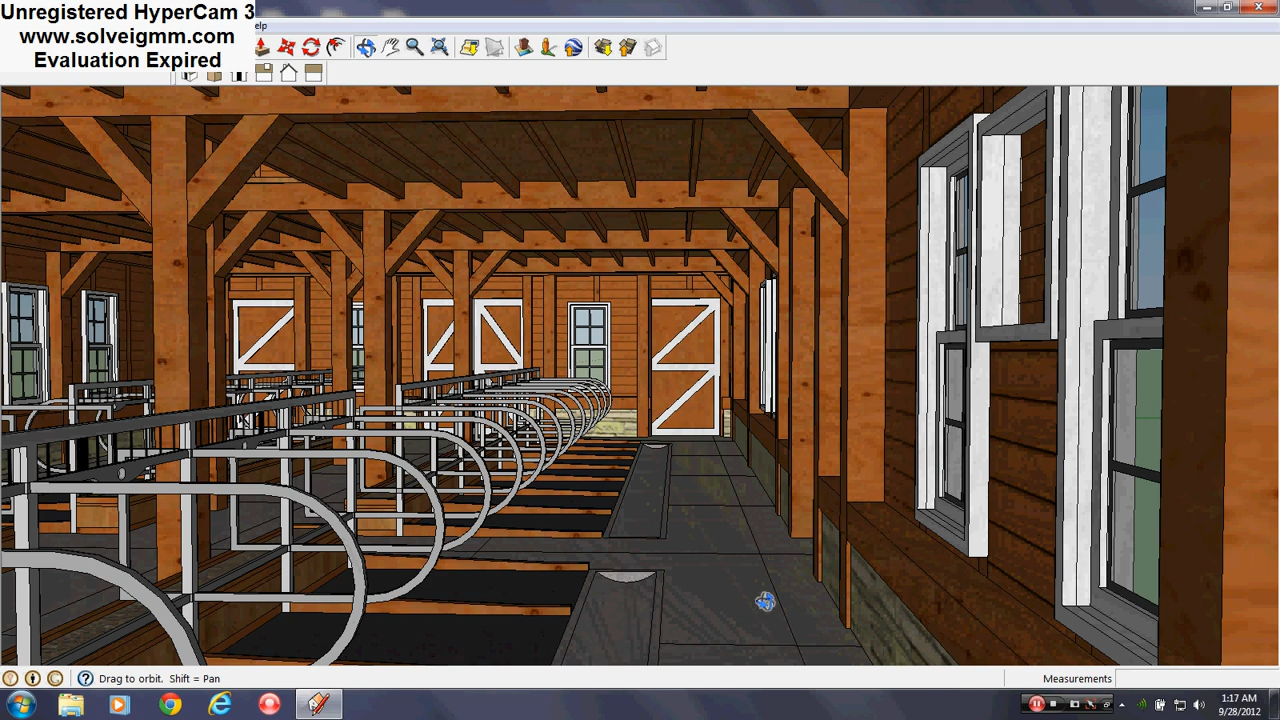 Unregistered HyperCam 3
www.solveigmm.com
Evaluation Expired
elp
Drag to orbit. Shift = Pan
Measurements
1:17 AM
9/28/2012